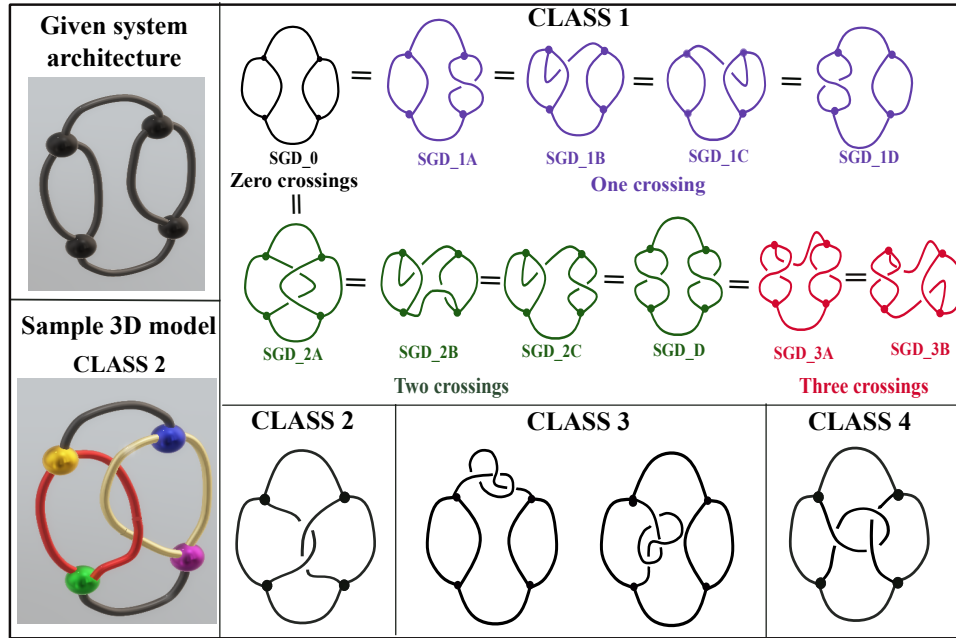 Given system
architecture
CLASS 1
SGD_0
SGD_1A
SGD_1B
SGD_1C
SGD_1D
Zero crossings
One crossing
=
=
=
=
=
SGD_2A
SGD_2B
SGD_2C
SGD_D
SGD_3A
SGD_3B
=
=
=
=
=
Two crossings
Three crossings
Sample 3D model
CLASS 2
CLASS 2
CLASS 3
CLASS 4